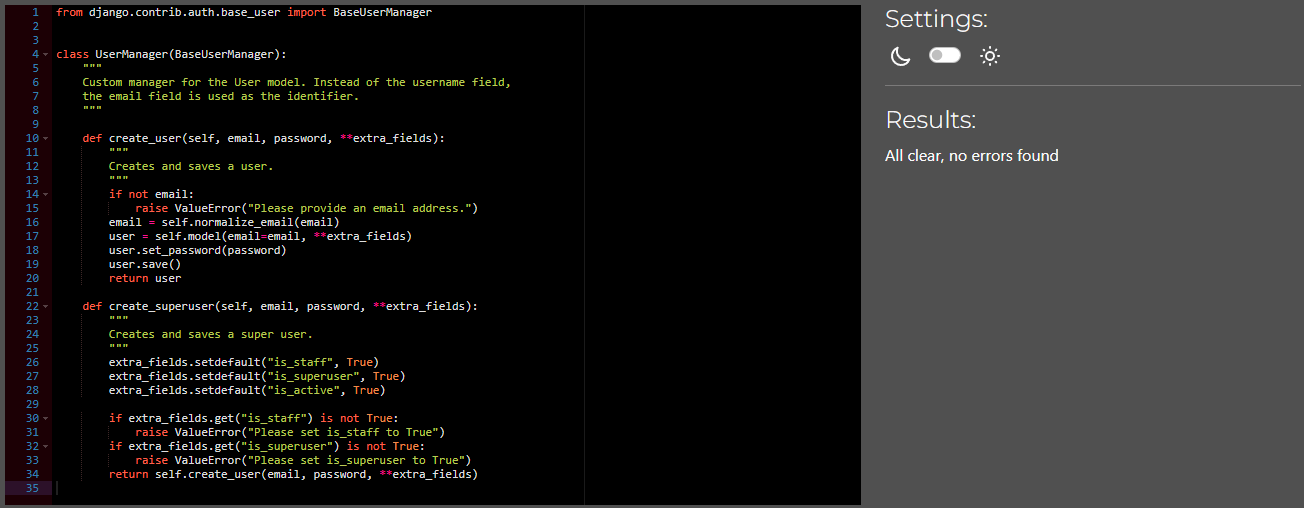 1 from django.contrib.auth.base_user import BaseUserManager
2
3
4 class UserManager(BaseUserManager):
5     """
6     Custom manager for the User model. Instead of the username field,
7     the email field is used as the identifier.
8     """
9
10     def create_user(self, email, password, **extra_fields):
11         """
12         Creates and saves a user.
13         """
14         if not email:
15             raise ValueError("Please provide an email address.")
16         email = self.normalize_email(email)
17         user = self.model(email=email, **extra_fields)
18         user.set_password(password)
19         user.save()
20         return user
21
22     def create_superuser(self, email, password, **extra_fields):
23         """
24         Creates and saves a super user.
25         """
26         extra_fields.setdefault("is_staff", True)
27         extra_fields.setdefault("is_superuser", True)
28         extra_fields.setdefault("is_active", True)
29
30         if extra_fields.get("is_staff") is not True:
31             raise ValueError("Please set is_staff to True")
32         if extra_fields.get("is_superuser") is not True:
33             raise ValueError("Please set is_superuser to True")
34         return self.create_user(email, password, **extra_fields)
35
Settings:
Results:
All clear, no errors found